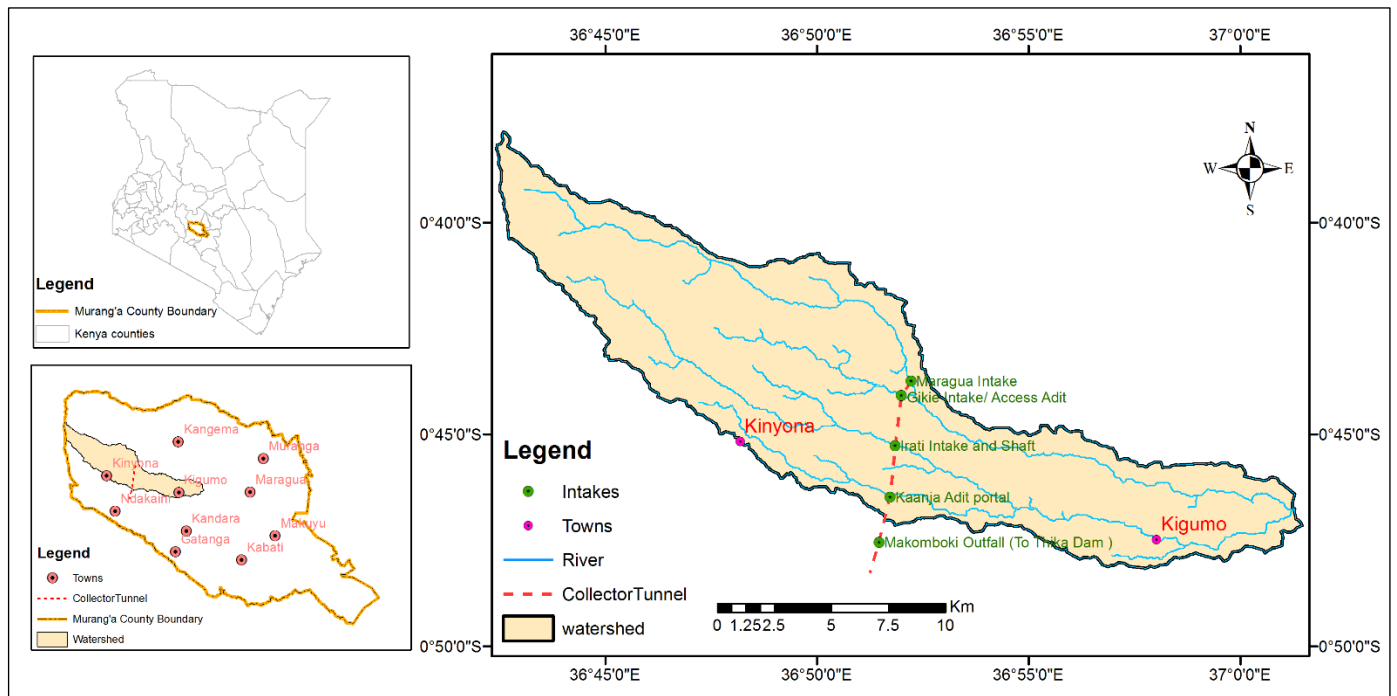 Legend
Murang'a County Boundary
Kenya counties
Kangema
Muranga
Kinyona
Kigumo
Maragua
Ndakaini
Kandara
Makuyu
Gatanga
Kabati
Legend
Towns
CollectorTunnel
Murang'a County Boundary
Watershed
36°45'0"E
36°50'0"E
36°55'0"E
37°0'0"E
N
W
E
S
0°40'0"S
0°40'0"S
Maragua Intake
Gikie Intake/ Access Adit
Kinyona
0°45'0"S
0°45'0"S
Irati Intake and Shaft
Kaanja Adit portal
Kigumo
Makomboki Outfall (To Thika Dam )
Legend
Intakes
Towns
River
CollectorTunnel
watershed
Km
0 1.25 2.5 5 7.5 10
0°50'0"S
0°50'0"S
36°45'0"E
36°50'0"E
36°55'0"E
37°0'0"E